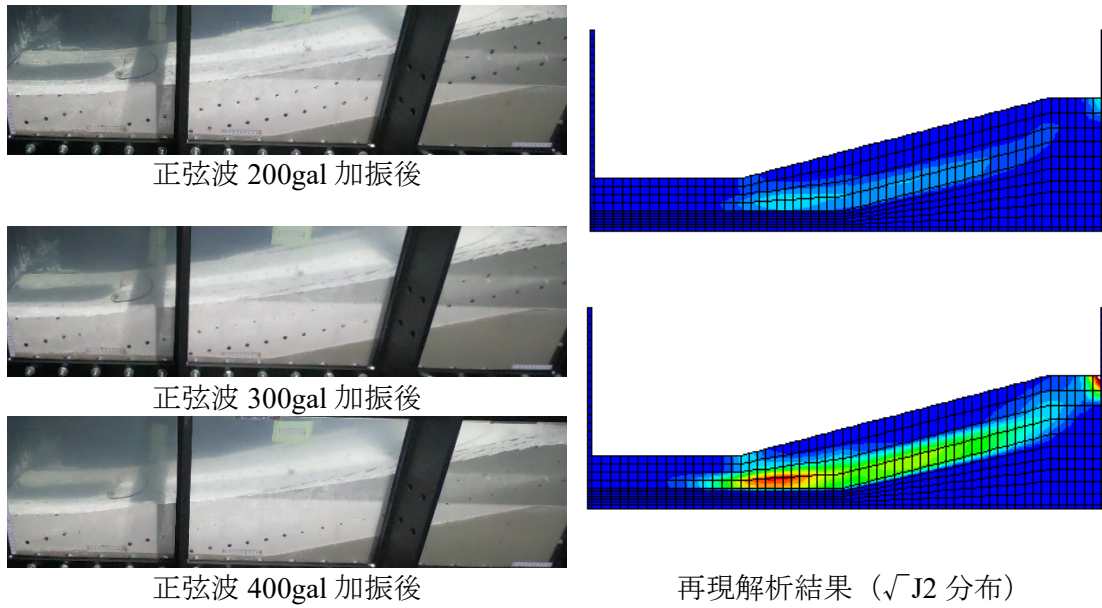 正弦波 200gal 加振後
正弦波 300gal 加振後
正弦波 400gal 加振後
再現解析結果（√J2 分布）